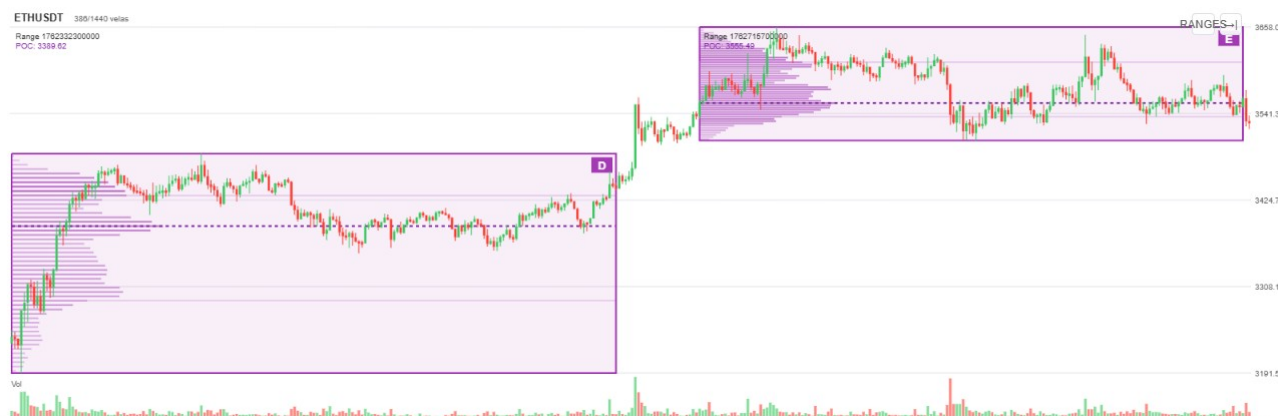 ETHUSDT 386/1440 velas
RANGES→|
Range 1762332300000
POC: 3389.62
Range 1762715700000
POC: 3555.49
E
3658.0
3541.3
D
3424.7
3308.1
3191.5
Vol